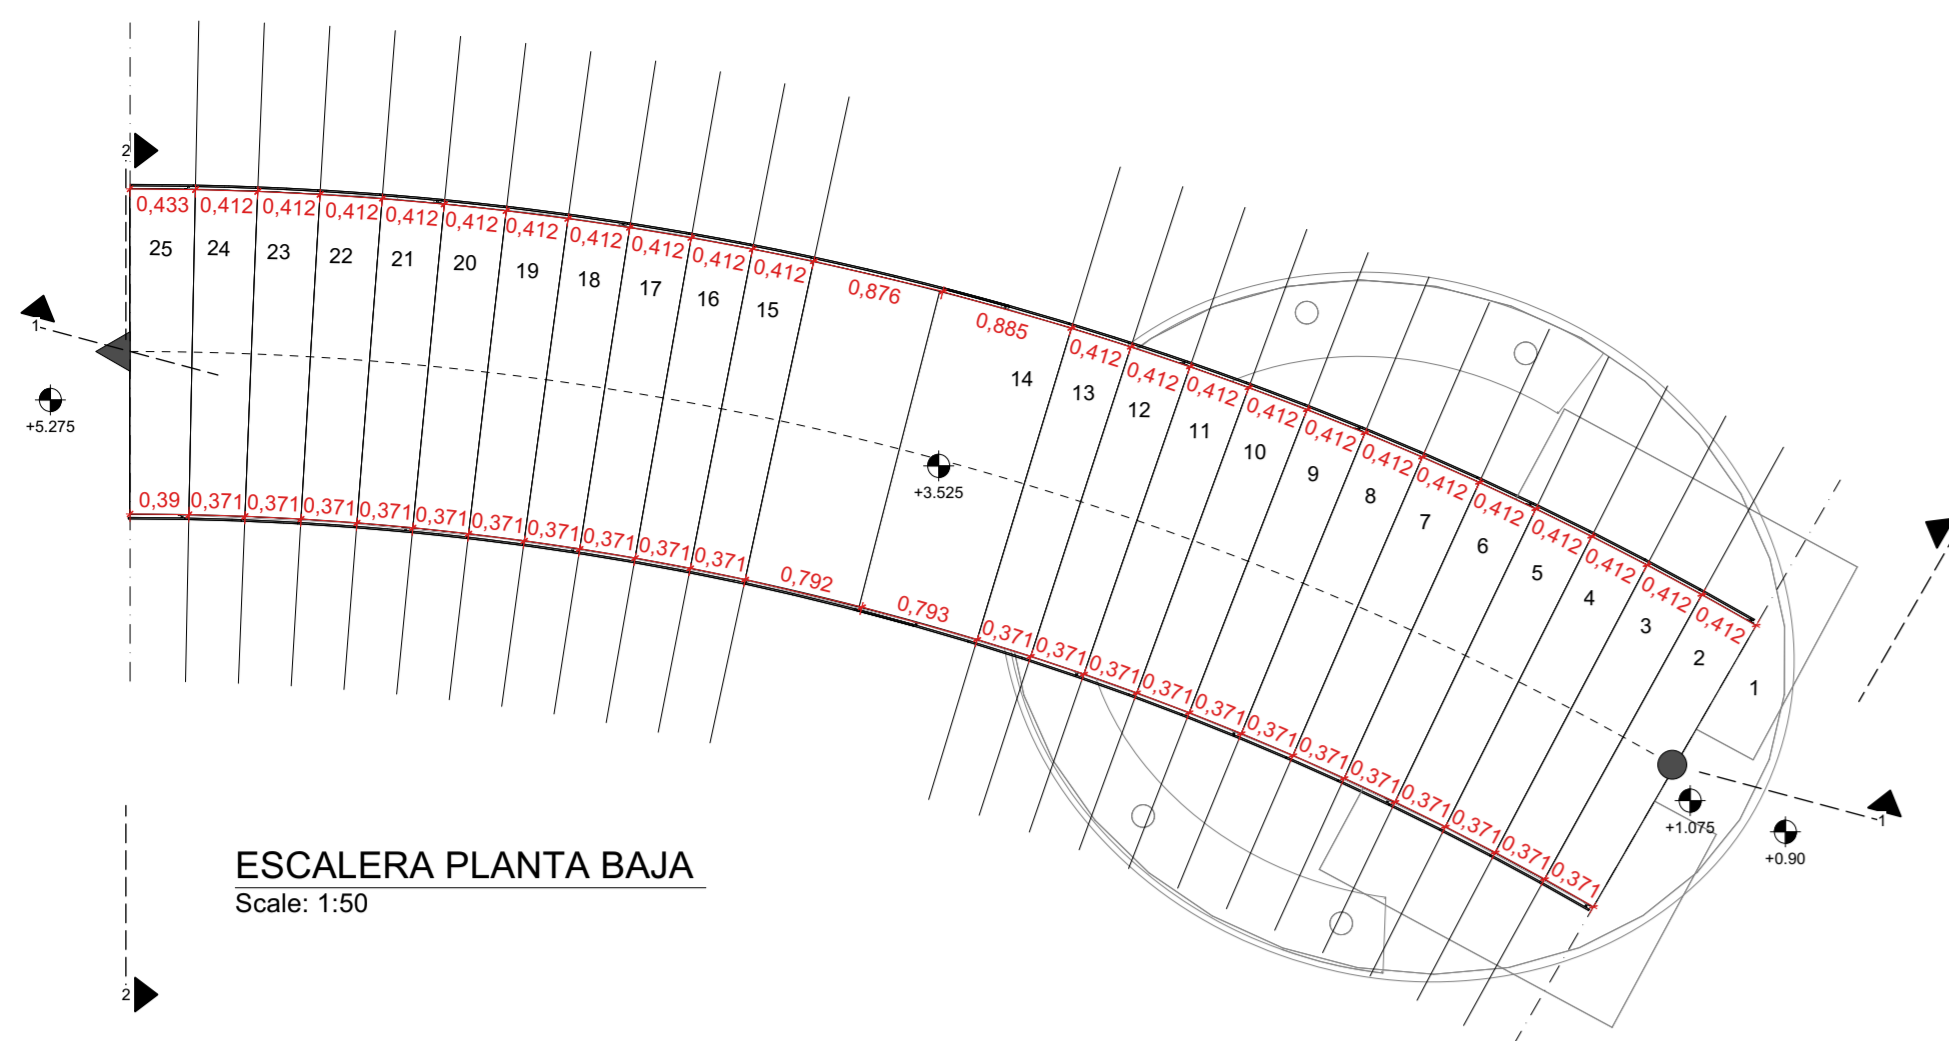 2
0,433 0,412 0,412 0,412 0,412 0,412 0,412 0,412 0,412 0,412 0,412
25 24 23 22 21 20 19 18 17 16 15
0,876 0,885
14 13 12 11 10 9 8 7 6 5 4 3 2 1
0,412 0,412 0,412 0,412 0,412 0,412 0,412 0,412 0,412 0,412 0,412 0,412
1
+5.275
+3.525
0,39 0,371 0,371 0,371 0,371 0,371 0,371 0,371 0,371 0,371 0,371
0,792 0,793
0,371 0,371 0,371 0,371 0,371 0,371 0,371 0,371 0,371 0,371 0,371 0,371
+1.075
1
+0.90
ESCALERA PLANTA BAJA
Scale: 1:50
2